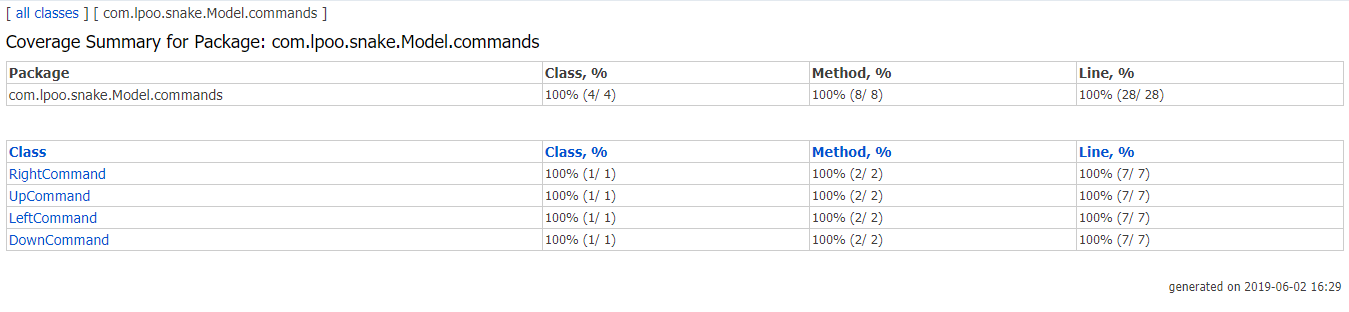 [ all classes ] [ com.lpoo.snake.Model.commands ]
Coverage Summary for Package: com.lpoo.snake.Model.commands
Package Class, % Method, % Line, %
com.lpoo.snake.Model.commands 100% (4/ 4) 100% (8/ 8) 100% (28/ 28)
Class Class, % Method, % Line, %
RightCommand 100% (1/ 1) 100% (2/ 2) 100% (7/ 7)
UpCommand 100% (1/ 1) 100% (2/ 2) 100% (7/ 7)
LeftCommand 100% (1/ 1) 100% (2/ 2) 100% (7/ 7)
DownCommand 100% (1/ 1) 100% (2/ 2) 100% (7/ 7)
generated on 2019-06-02 16:29